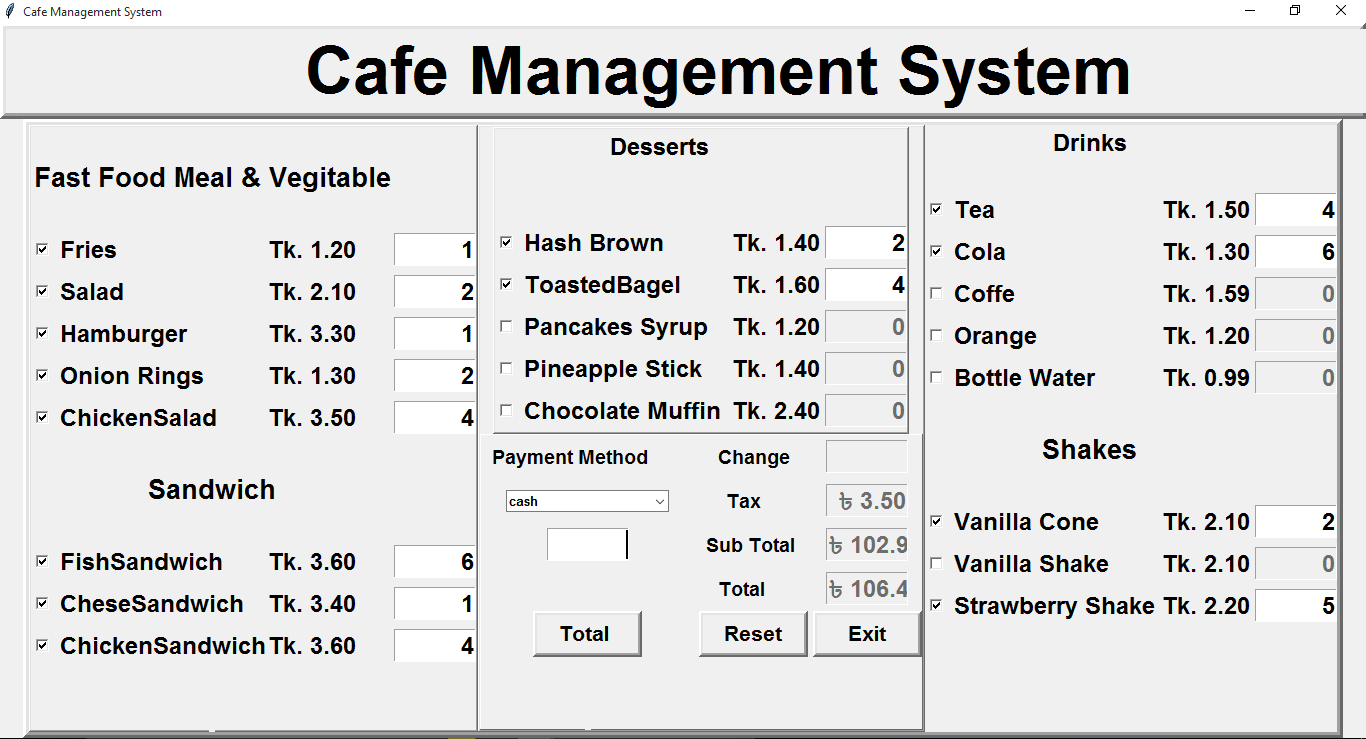 Cafe Management System
Cafe Management System
Fast Food Meal & Vegitable
Fries Tk. 1.20 1
Salad Tk. 2.10 2
Hamburger Tk. 3.30 1
Onion Rings Tk. 1.30 2
ChickenSalad Tk. 3.50 4
Sandwich
FishSandwich Tk. 3.60 6
CheseSandwich Tk. 3.40 1
ChickenSandwich Tk. 3.60 4
Desserts
Hash Brown Tk. 1.40 2
ToastedBagel Tk. 1.60 4
Pancakes Syrup Tk. 1.20 0
Pineapple Stick Tk. 1.40 0
Chocolate Muffin Tk. 2.40 0
Payment Method Change
cash Tax ৳ 3.50
Sub Total ৳ 102.9
Total ৳ 106.4
Total Reset Exit
Drinks
Tea Tk. 1.50 4
Cola Tk. 1.30 6
Coffe Tk. 1.59 0
Orange Tk. 1.20 0
Bottle Water Tk. 0.99 0
Shakes
Vanilla Cone Tk. 2.10 2
Vanilla Shake Tk. 2.10 0
Strawberry Shake Tk. 2.20 5